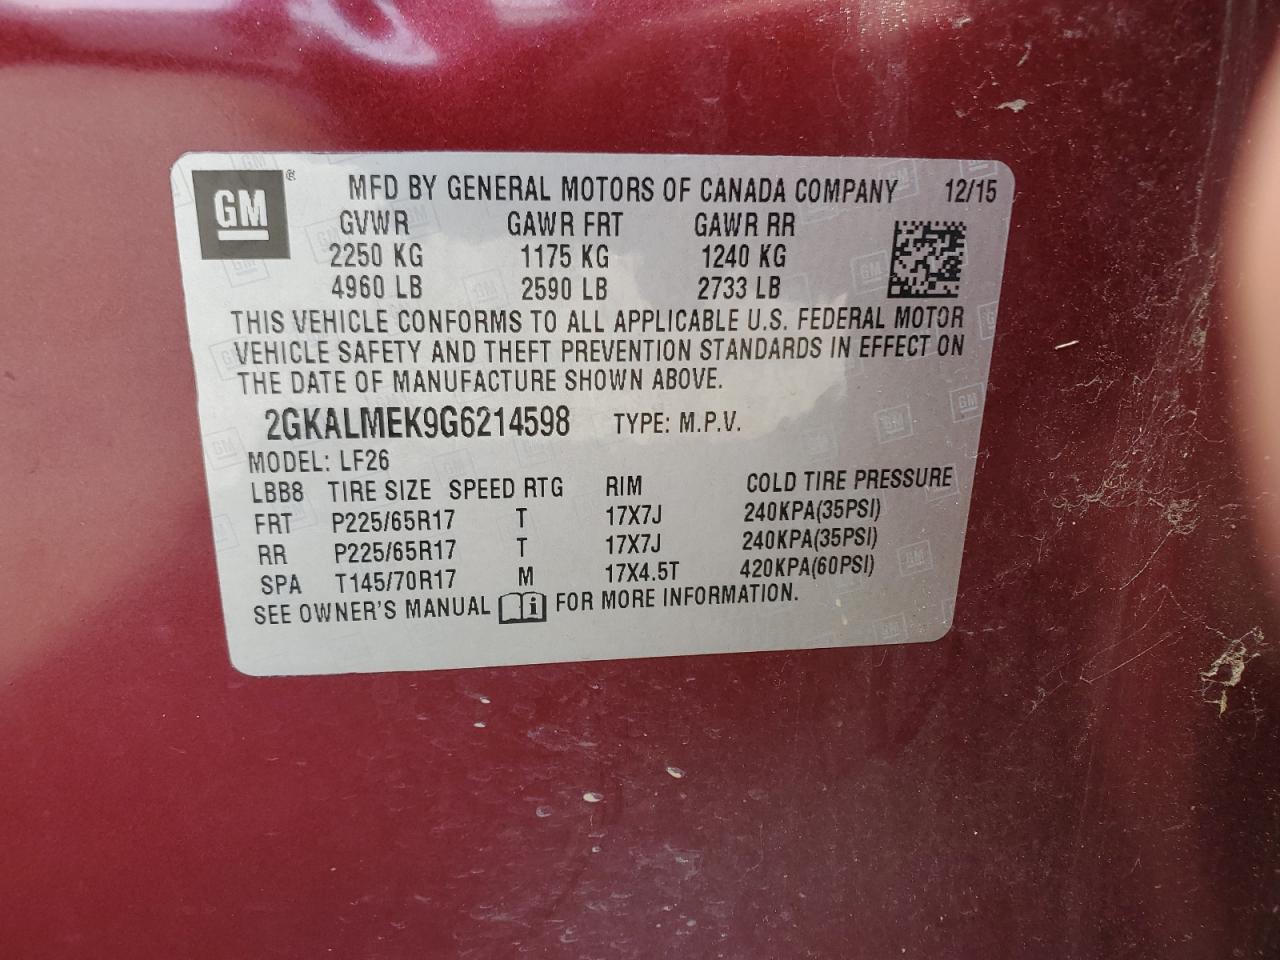 GM ® MFD BY GENERAL MOTORS OF CANADA COMPANY 12/15
GVWR GAWR FRT GAWR RR
2250 KG 1175 KG 1240 KG
4960 LB 2590 LB 2733 LB
THIS VEHICLE CONFORMS TO ALL APPLICABLE U.S. FEDERAL MOTOR
VEHICLE SAFETY AND THEFT PREVENTION STANDARDS IN EFFECT ON
THE DATE OF MANUFACTURE SHOWN ABOVE.
2GKALMEK9G6214598 TYPE: M.P.V.
MODEL: LF26
LBB8 TIRE SIZE SPEED RTG RIM COLD TIRE PRESSURE
FRT P225/65R17 T 17X7J 240KPA(35PSI)
RR P225/65R17 T 17X7J 240KPA(35PSI)
SPA T145/70R17 M 17X4.5T 420KPA(60PSI)
SEE OWNER'S MANUAL i FOR MORE INFORMATION.